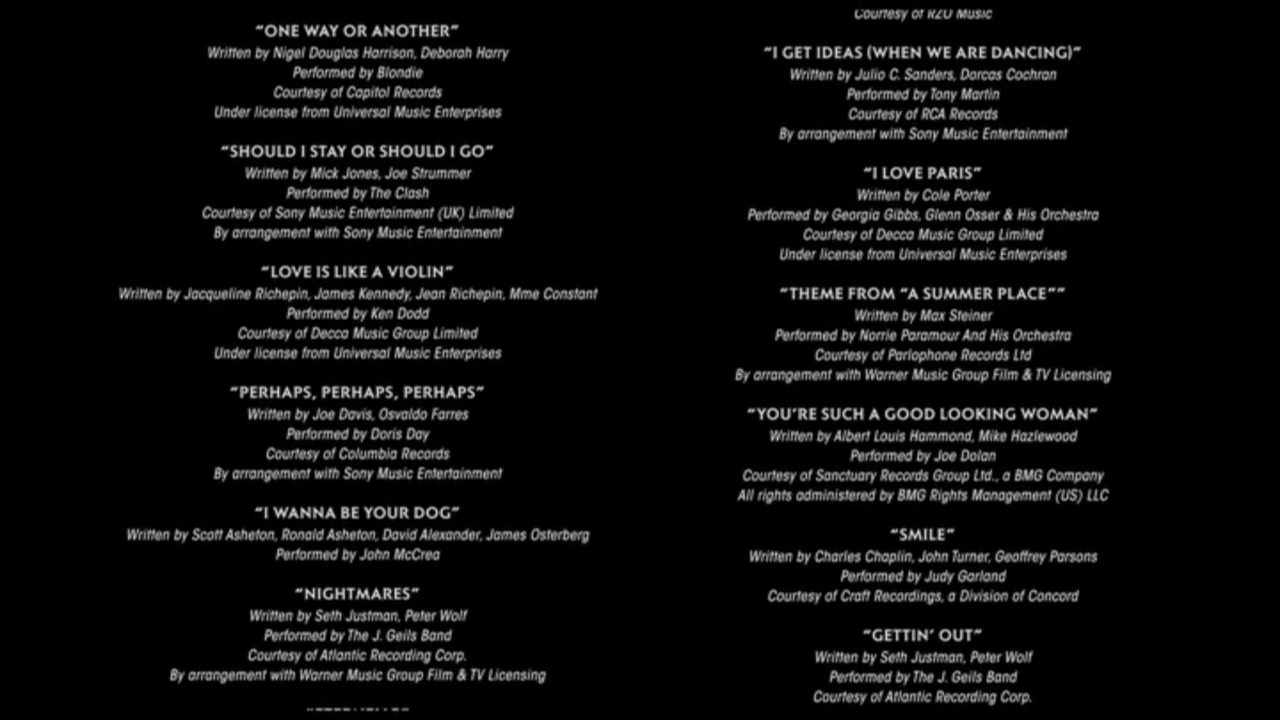 "ONE WAY OR ANOTHER"
Written by Nigel Douglas Harrison, Deborah Harry
Performed by Blondie
Courtesy of Capitol Records
Under license from Universal Music Enterprises
"SHOULD I STAY OR SHOULD I GO"
Written by Mick Jones, Joe Strummer
Performed by The Clash
Courtesy of Sony Music Entertainment (UK) Limited
By arrangement with Sony Music Entertainment
"LOVE IS LIKE A VIOLIN"
Written by Jacqueline Richepin, James Kennedy, Jean Richepin, Mme Constant
Performed by Ken Dodd
Courtesy of Decca Music Group Limited
Under license from Universal Music Enterprises
"PERHAPS, PERHAPS, PERHAPS"
Written by Joe Davis, Osvaldo Farres
Performed by Doris Day
Courtesy of Columbia Records
By arrangement with Sony Music Entertainment
"I WANNA BE YOUR DOG"
Written by Scott Asheton, Ronald Asheton, David Alexander, James Osterberg
Performed by John McCrea
"NIGHTMARES"
Written by Seth Justman, Peter Wolf
Performed by The J. Geils Band
Courtesy of Atlantic Recording Corp.
By arrangement with Warner Music Group Film & TV Licensing
Courtesy of RZO Music
"I GET IDEAS (WHEN WE ARE DANCING)"
Written by Julio C. Sanders, Dorcas Cochran
Performed by Tony Martin
Courtesy of RCA Records
By arrangement with Sony Music Entertainment
"I LOVE PARIS"
Written by Cole Porter
Performed by Georgia Gibbs, Glenn Osser & His Orchestra
Courtesy of Decca Music Group Limited
Under license from Universal Music Enterprises
"THEME FROM "A SUMMER PLACE""
Written by Max Steiner
Performed by Norrie Paramour And His Orchestra
Courtesy of Parlophone Records Ltd
By arrangement with Warner Music Group Film & TV Licensing
"YOU'RE SUCH A GOOD LOOKING WOMAN"
Written by Albert Louis Hammond, Mike Hazlewood
Performed by Joe Dolan
Courtesy of Sanctuary Records Group Ltd., a BMG Company
All rights administered by BMG Rights Management (US) LLC
"SMILE"
Written by Charles Chaplin, John Turner, Geoffrey Parsons
Performed by Judy Garland
Courtesy of Craft Recordings, a Division of Concord
"GETTIN' OUT"
Written by Seth Justman, Peter Wolf
Performed by The J. Geils Band
Courtesy of Atlantic Recording Corp.